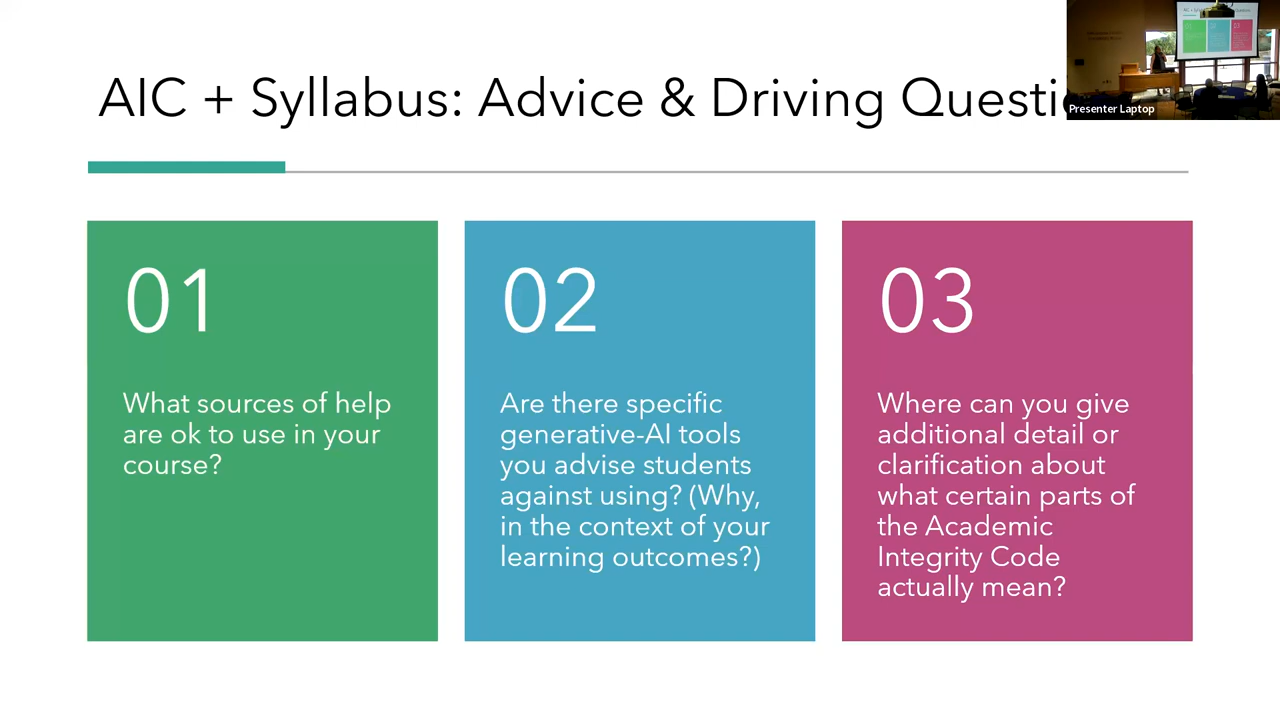 AIC + Syllabus: Advice & Driving Questi
Presenter Laptop
01
What sources of help
are ok to use in your
course?
02
Are there specific
generative-AI tools
you advise students
against using? (Why,
in the context of your
learning outcomes?)
03
Where can you give
additional detail or
clarification about
what certain parts of
the Academic
Integrity Code
actually mean?